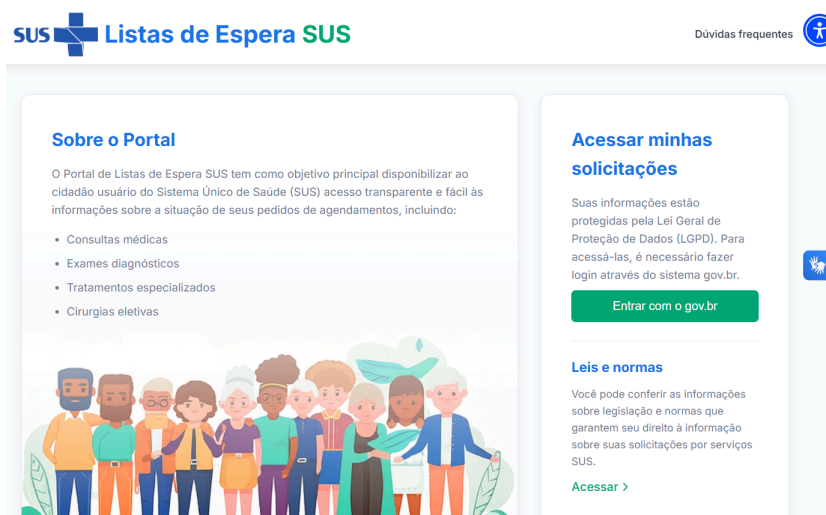 SUS Listas de Espera SUS
Dúvidas frequentes
Sobre o Portal
O Portal de Listas de Espera SUS tem como objetivo principal disponibilizar ao
cidadão usuário do Sistema Único de Saúde (SUS) acesso transparente e fácil às
informações sobre a situação de seus pedidos de agendamentos, incluindo:
• Consultas médicas
• Exames diagnósticos
• Tratamentos especializados
• Cirurgias eletivas
Acessar minhas
solicitações
Suas informações estão
protegidas pela Lei Geral de
Proteção de Dados (LGPD). Para
acessá-las, é necessário fazer
login através do sistema gov.br.
Entrar com o gov.br
Leis e normas
Você pode conferir as informações
sobre legislação e normas que
garantem seu direito à informação
sobre suas solicitações por serviços
SUS.
Acessar >